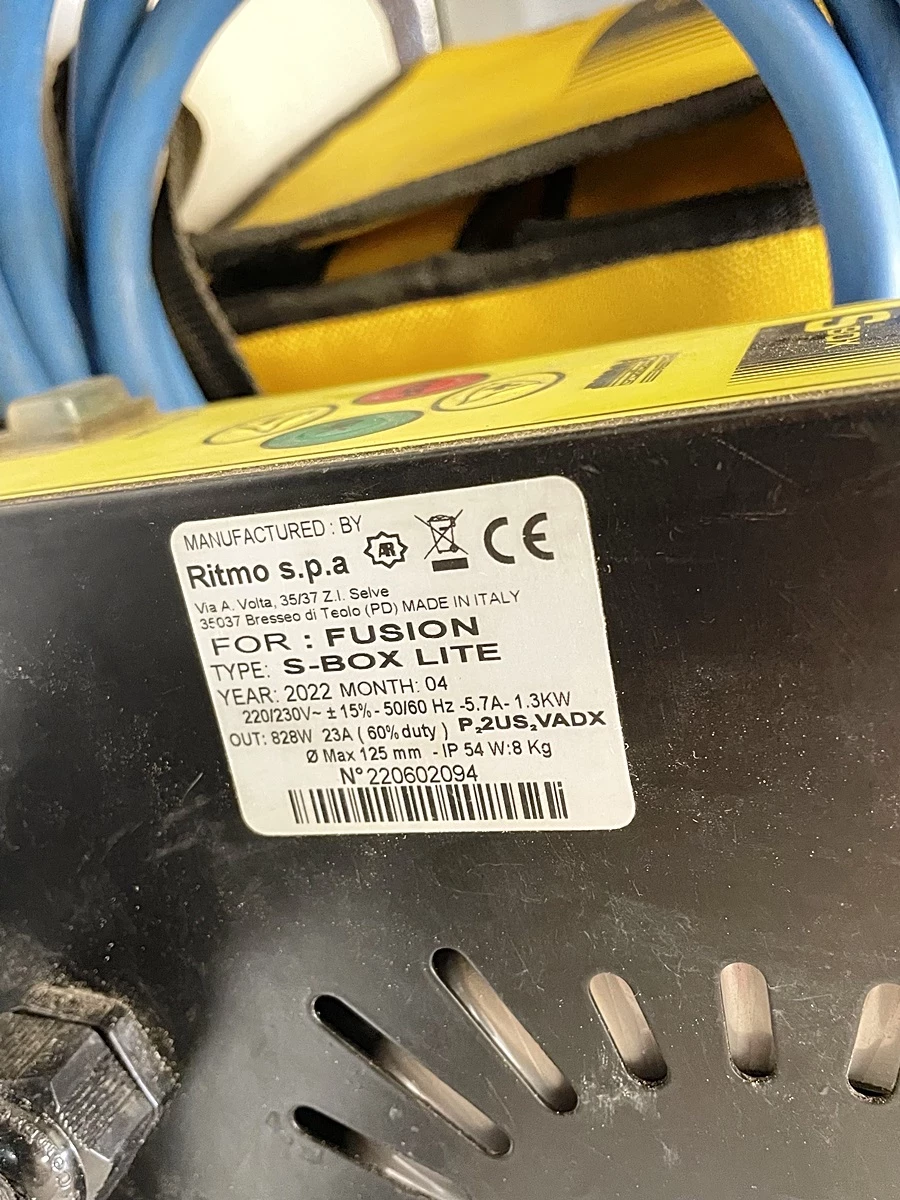 MANUFACTURED : BY
Ritmo s.p.a
CE
Via A. Volta, 35/37 Z.I. Selve
35037 Bresseo di Teolo (PD) MADE IN ITALY
FOR : FUSION
TYPE: S-BOX LITE
YEAR: 2022 MONTH: 04
220/230V~ ± 15% - 50/60 Hz -5.7A- 1.3KW
OUT: 828W 23A ( 60% duty ) P₂2US₂VADX
Ø Max 125 mm - IP 54 W:8 Kg
N° 220602094